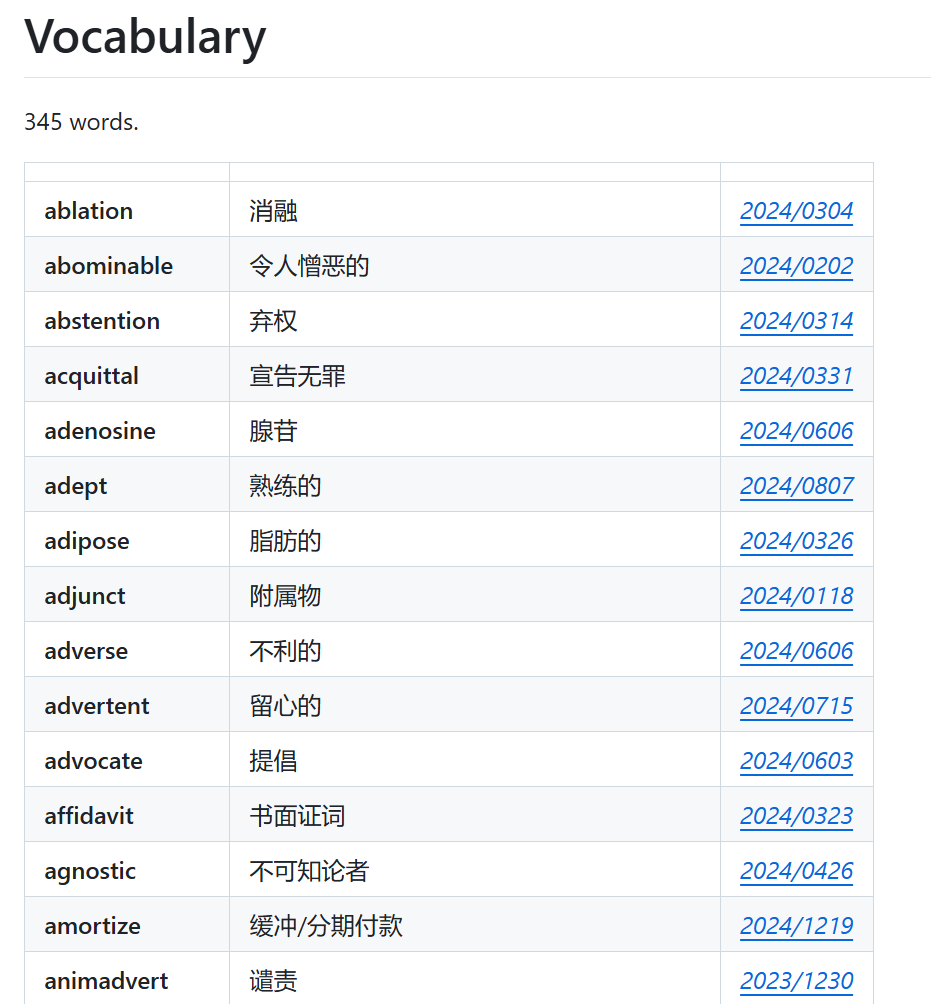 Vocabulary
345 words.
ablation 消融 2024/0304
abominable 令人憎恶的 2024/0202
abstention 弃权 2024/0314
acquittal 宣告无罪 2024/0331
adenosine 腺苷 2024/0606
adept 熟练的 2024/0807
adipose 脂肪的 2024/0326
adjunct 附属物 2024/0118
adverse 不利的 2024/0606
advertent 留心的 2024/0715
advocate 提倡 2024/0603
affidavit 书面证词 2024/0323
agnostic 不可知论者 2024/0426
amortize 缓冲/分期付款 2024/1219
animadvert 谴责 2023/1230